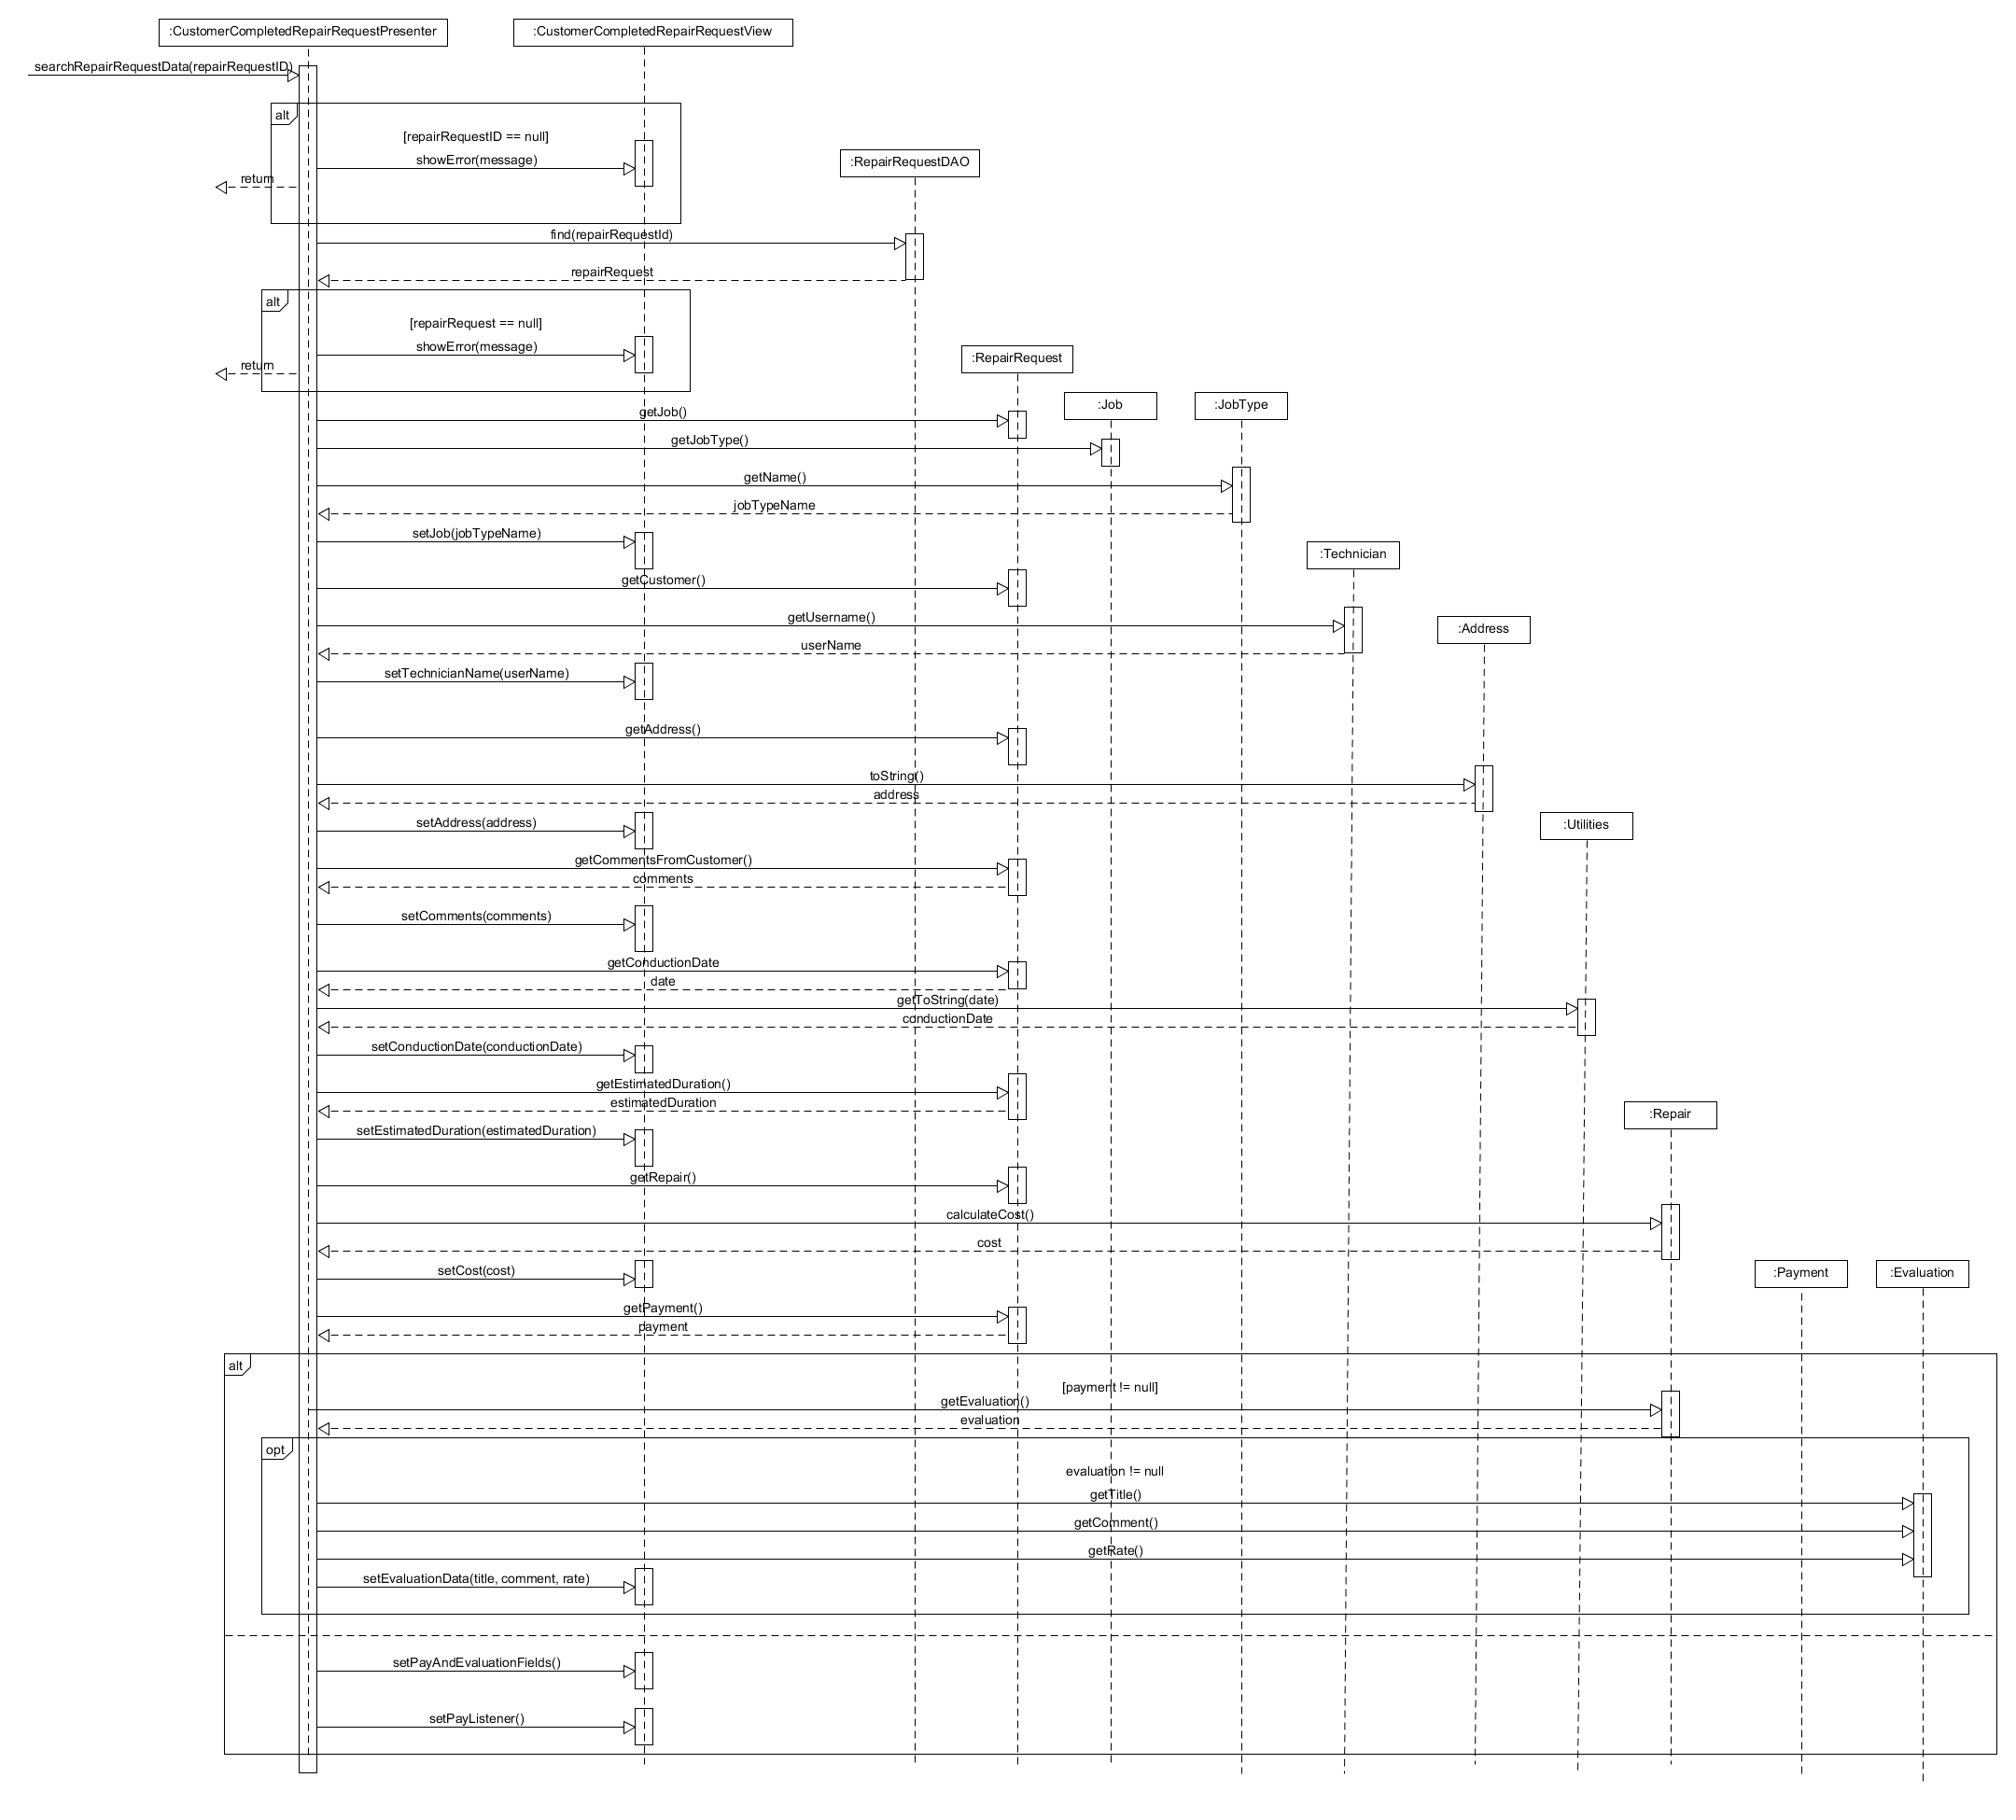 :CustomerCompletedRepairRequestPresenter
:CustomerCompletedRepairRequestView
searchRepairRequestData(repairRequestID)
alt
[repairRequestID == null]
showError(message)
:RepairRequestDAO
return
find(repairRequestId)
repairRequest
alt
[repairRequest == null]
showError(message)
:RepairRequest
return
:Job
:JobType
getJob()
getJobType()
getName()
jobTypeName
setJob(jobTypeName)
:Technician
getCustomer()
getUsername()
:Address
userName
setTechnicianName(userName)
getAddress()
toString()
address
setAddress(address)
:Utilities
getCommentsFromCustomer()
comments
setComments(comments)
getConductionDate
date
getToString(date)
conductionDate
setConductionDate(conductionDate)
getEstimatedDuration()
estimatedDuration
:Repair
setEstimatedDuration(estimatedDuration)
getRepair()
calculateCost()
cost
setCost(cost)
:Payment
:Evaluation
getPayment()
payment
alt
[payment != null]
getEvaluation()
evaluation
opt
evaluation != null
getTitle()
getComment()
getRate()
setEvaluationData(title, comment, rate)
setPayAndEvaluationFields()
setPayListener()